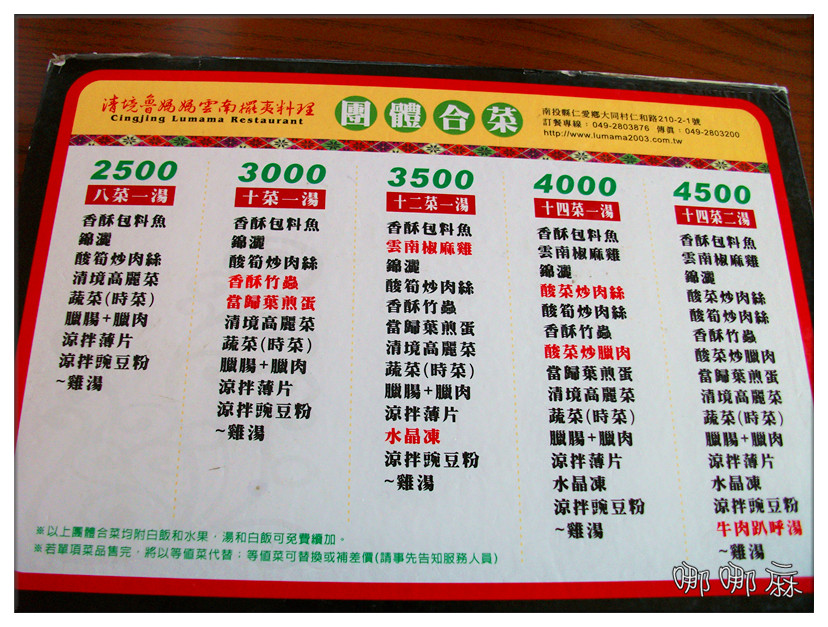 清境魯媽媽雲南擺夷料理
Cingjing Lumama Restaurant
團體合菜
南投縣仁愛鄉大同村仁和路210-2-1號
訂餐專線：049-2803876 傳真：049-2803200
http://www.lumama2003.com.tw
2500
八菜一湯
香酥包料魚
錦灑
酸筍炒肉絲
清境高麗菜
蔬菜(時菜)
臘腸+臘肉
涼拌薄片
涼拌豌豆粉
~雞湯
3000
十菜一湯
香酥包料魚
錦灑
酸筍炒肉絲
香酥竹蟲
當歸葉煎蛋
清境高麗菜
蔬菜(時菜)
臘腸+臘肉
涼拌薄片
涼拌豌豆粉
~雞湯
3500
十二菜一湯
香酥包料魚
雲南椒麻雞
錦灑
酸筍炒肉絲
香酥竹蟲
當歸葉煎蛋
清境高麗菜
蔬菜(時菜)
臘腸+臘肉
涼拌薄片
水晶凍
涼拌豌豆粉
~雞湯
4000
十四菜一湯
香酥包料魚
雲南椒麻雞
錦灑
酸菜炒肉絲
酸筍炒肉絲
香酥竹蟲
酸菜炒臘肉
當歸葉煎蛋
清境高麗菜
蔬菜(時菜)
臘腸+臘肉
涼拌薄片
水晶凍
涼拌豌豆粉
~雞湯
4500
十四菜二湯
香酥包料魚
雲南椒麻雞
錦灑
酸菜炒肉絲
酸筍炒肉絲
香酥竹蟲
酸菜炒臘肉
當歸葉煎蛋
清境高麗菜
蔬菜(時菜)
臘腸+臘肉
涼拌薄片
水晶凍
涼拌豌豆粉
牛肉趴呼湯
~雞湯
※以上團體合菜均附白飯和水果，湯和白飯可免費續加。
※若單項菜品售完，將以等值菜代替；等值菜可替換或補差價(請事先告知服務人員)
哪哪麻